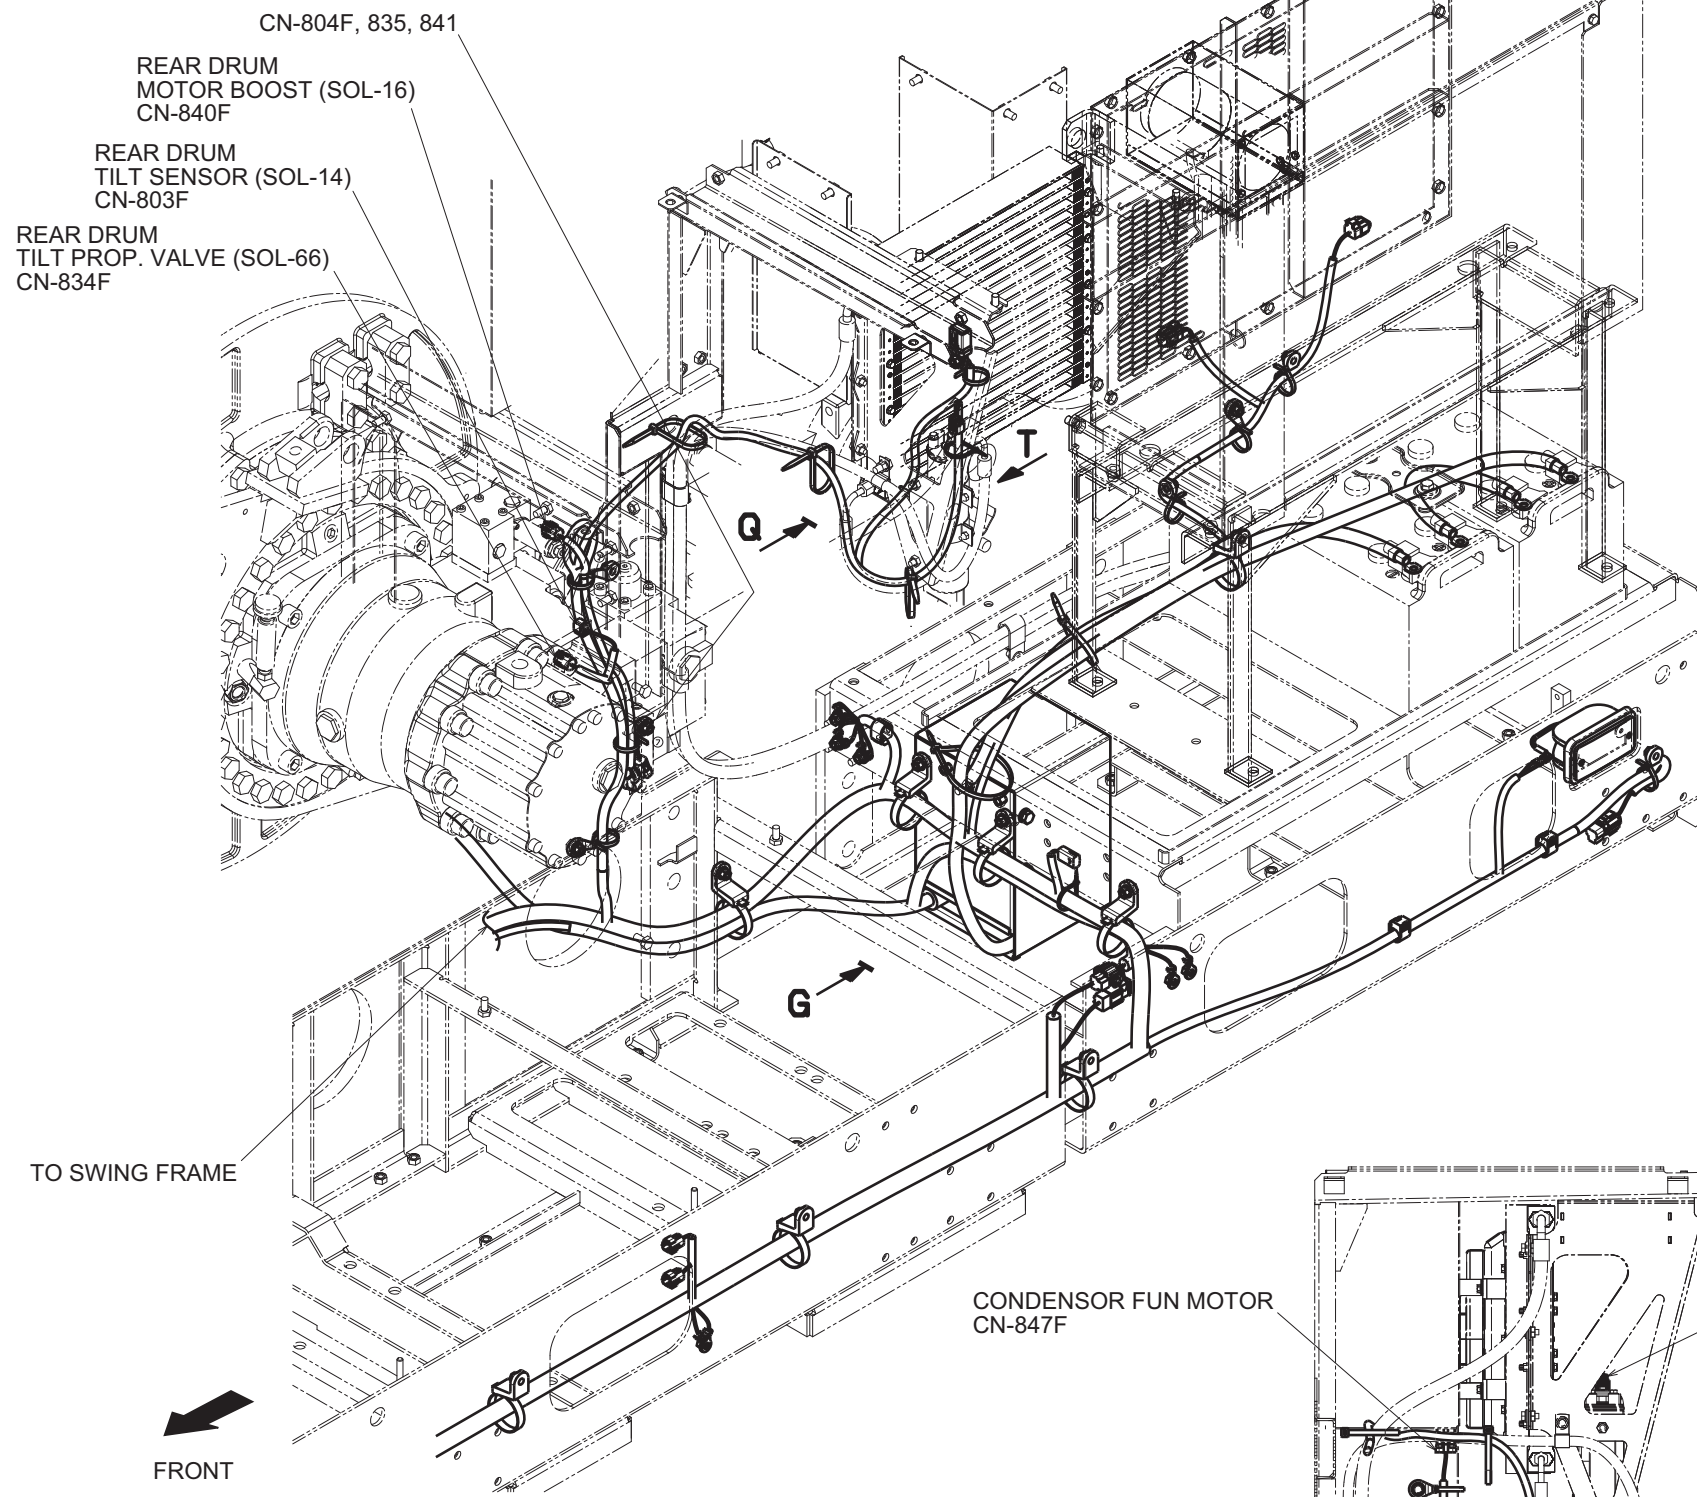 CN-804F, 835, 841
REAR DRUM
MOTOR BOOST (SOL-16)
CN-840F
REAR DRUM
TILT SENSOR (SOL-14)
CN-803F
REAR DRUM
TILT PROP. VALVE (SOL-66)
CN-834F
T
Q
G
TO SWING FRAME
CONDENSOR FUN MOTOR
CN-847F
FRONT